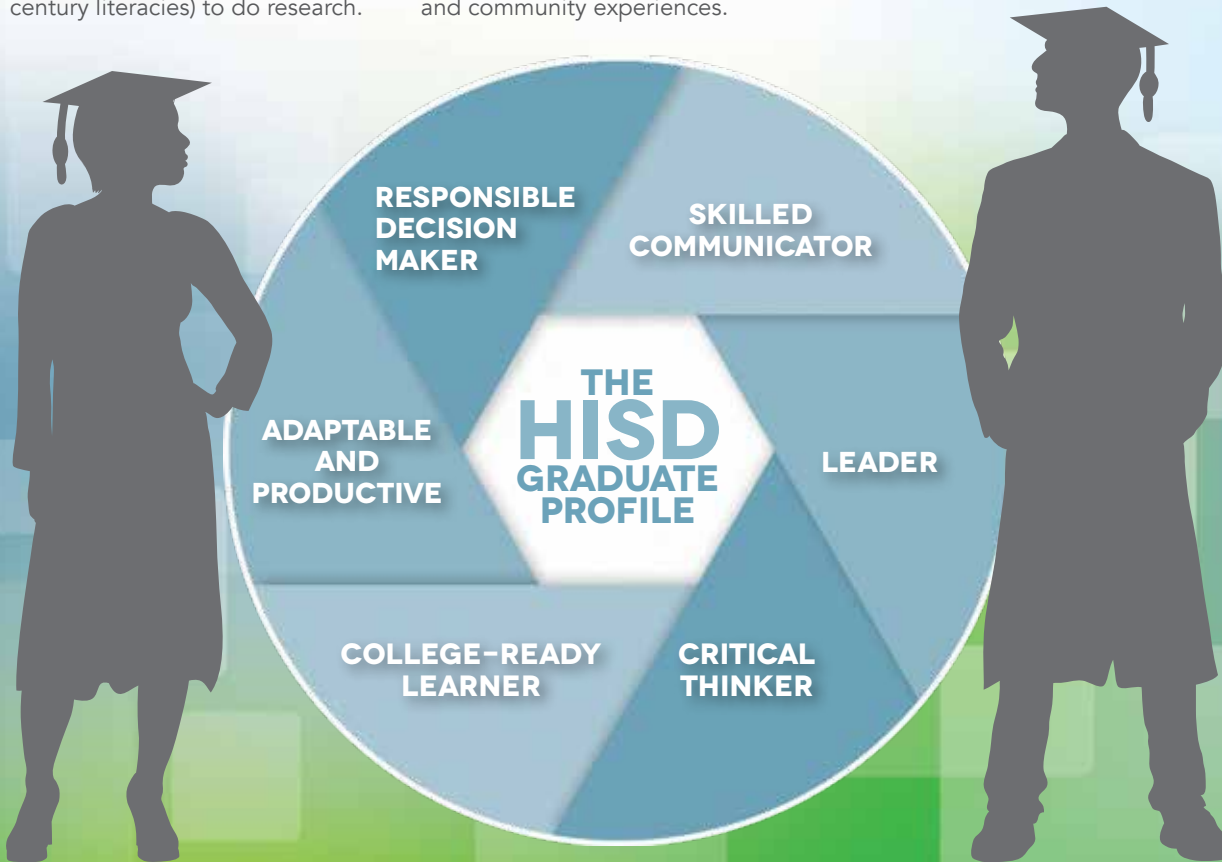 century literacies) to do research.
and community experiences.
RESPONSIBLE
DECISION
MAKER
SKILLED
COMMUNICATOR
LEADER
CRITICAL
THINKER
COLLEGE-READY
LEARNER
ADAPTABLE
AND
PRODUCTIVE
THE
HISD
GRADUATE
PROFILE